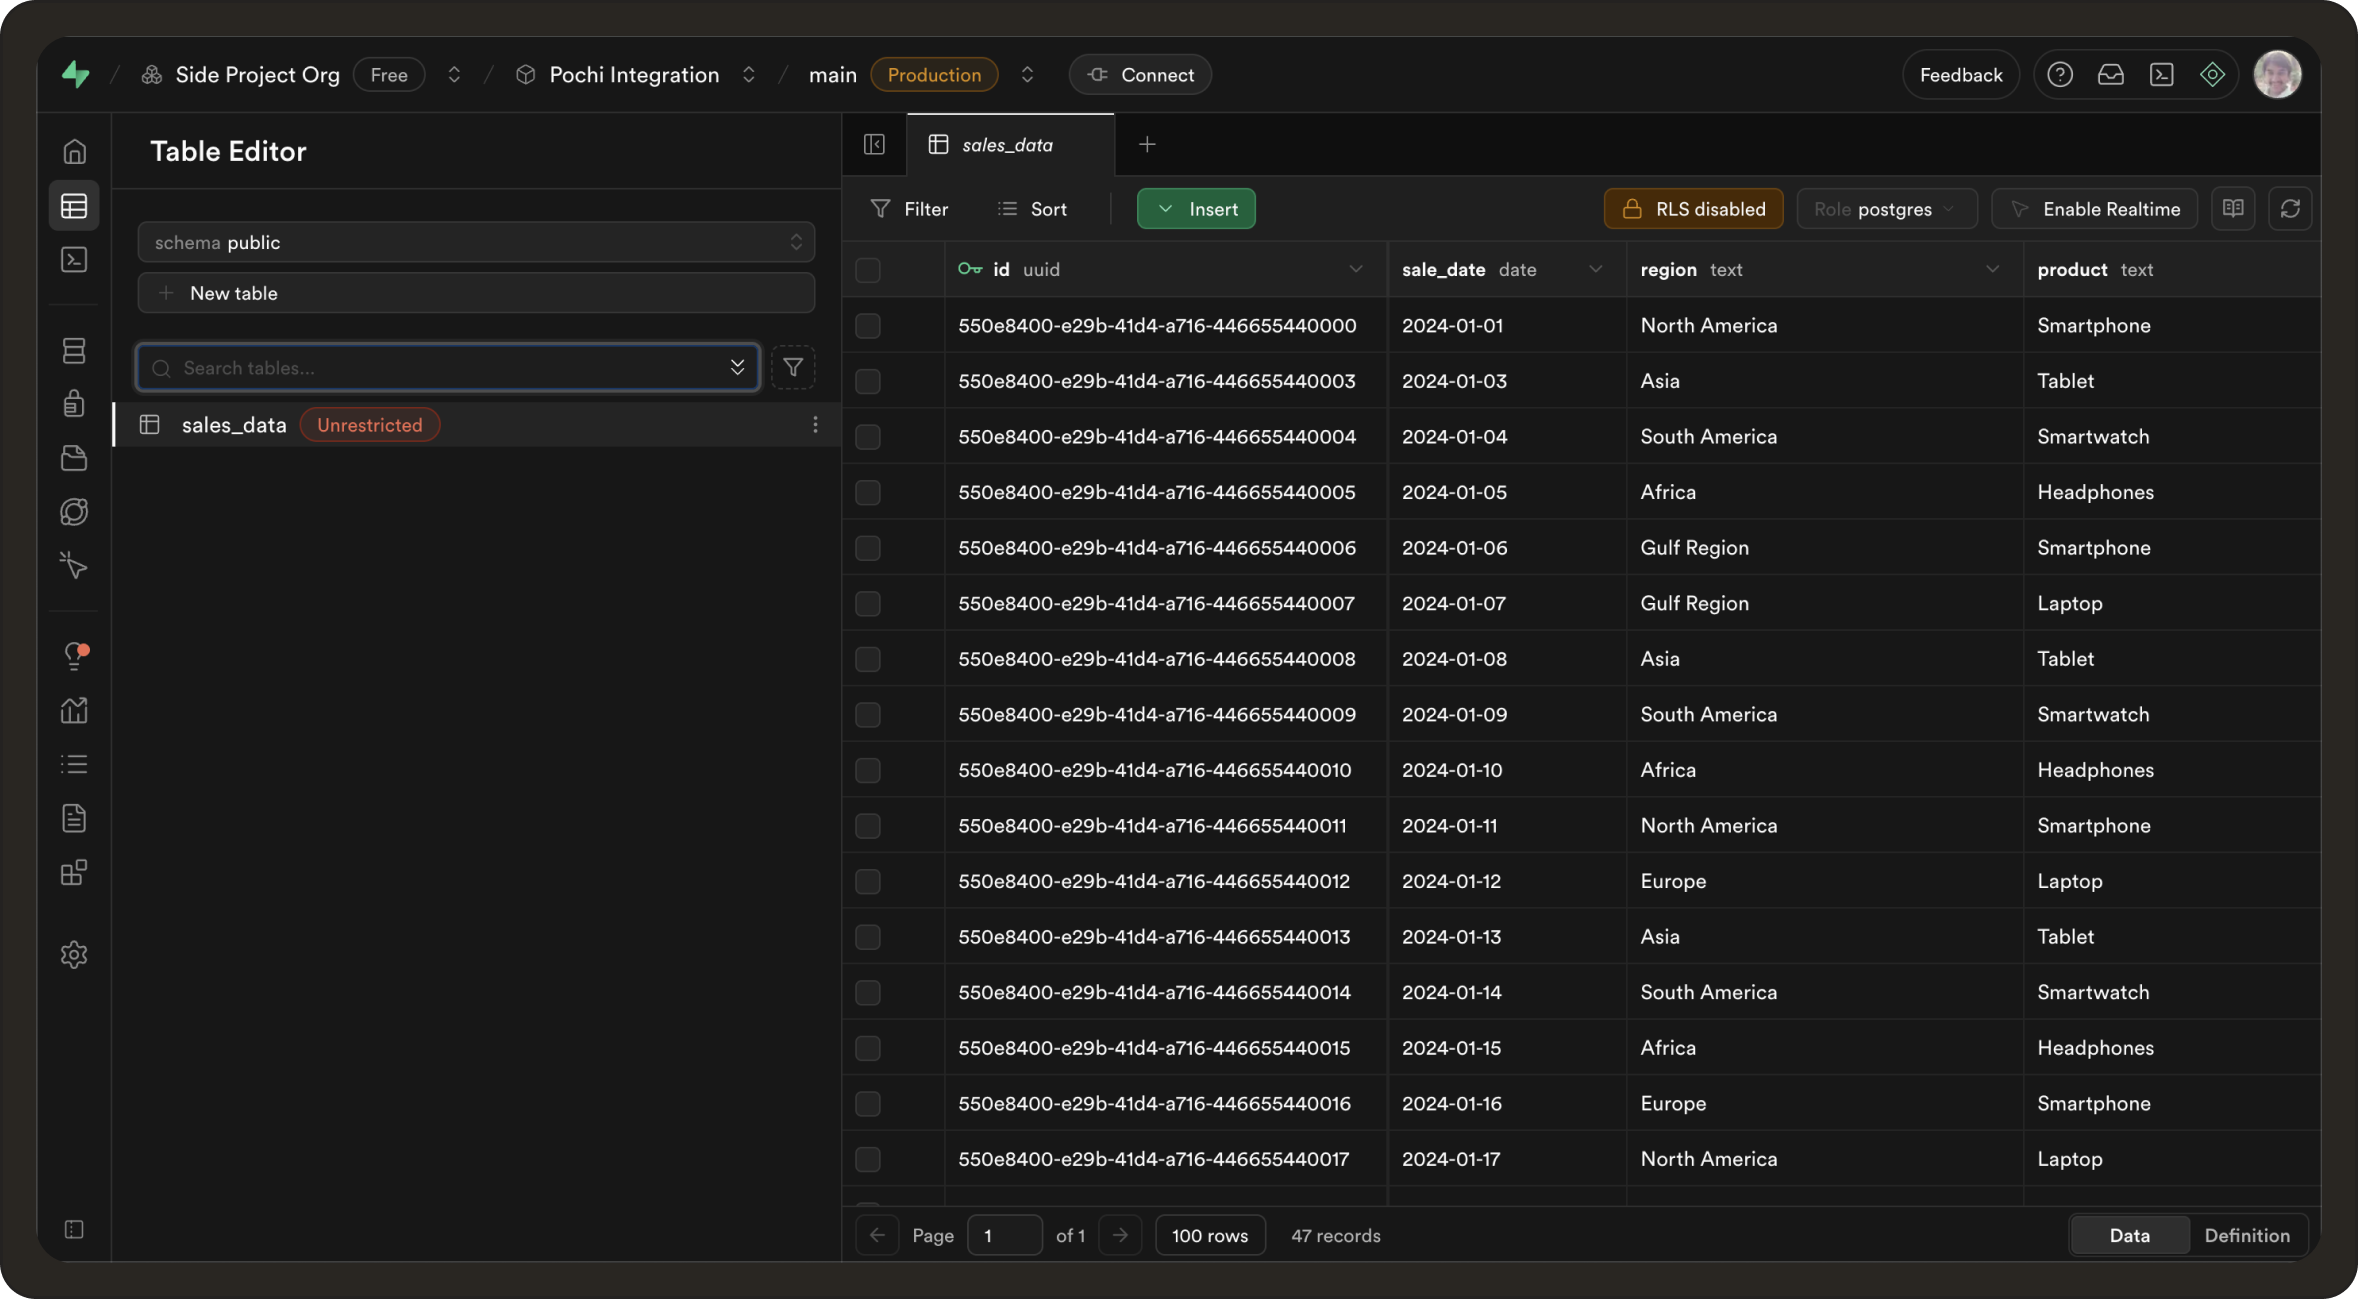 Side Project Org Free Pochi Integration main Production Connect Feedback
Table Editor
sales_data
schema public
New table
Search tables...
sales_data Unrestricted
Filter Sort Insert RLS disabled Role postgres Enable Realtime
id uuid sale_date date region text product text
550e8400-e29b-41d4-a716-446655440000 2024-01-01 North America Smartphone
550e8400-e29b-41d4-a716-446655440003 2024-01-03 Asia Tablet
550e8400-e29b-41d4-a716-446655440004 2024-01-04 South America Smartwatch
550e8400-e29b-41d4-a716-446655440005 2024-01-05 Africa Headphones
550e8400-e29b-41d4-a716-446655440006 2024-01-06 Gulf Region Smartphone
550e8400-e29b-41d4-a716-446655440007 2024-01-07 Gulf Region Laptop
550e8400-e29b-41d4-a716-446655440008 2024-01-08 Asia Tablet
550e8400-e29b-41d4-a716-446655440009 2024-01-09 South America Smartwatch
550e8400-e29b-41d4-a716-446655440010 2024-01-10 Africa Headphones
550e8400-e29b-41d4-a716-446655440011 2024-01-11 North America Smartphone
550e8400-e29b-41d4-a716-446655440012 2024-01-12 Europe Laptop
550e8400-e29b-41d4-a716-446655440013 2024-01-13 Asia Tablet
550e8400-e29b-41d4-a716-446655440014 2024-01-14 South America Smartwatch
550e8400-e29b-41d4-a716-446655440015 2024-01-15 Africa Headphones
550e8400-e29b-41d4-a716-446655440016 2024-01-16 Europe Smartphone
550e8400-e29b-41d4-a716-446655440017 2024-01-17 North America Laptop
Page 1 of 1 100 rows 47 records Data Definition